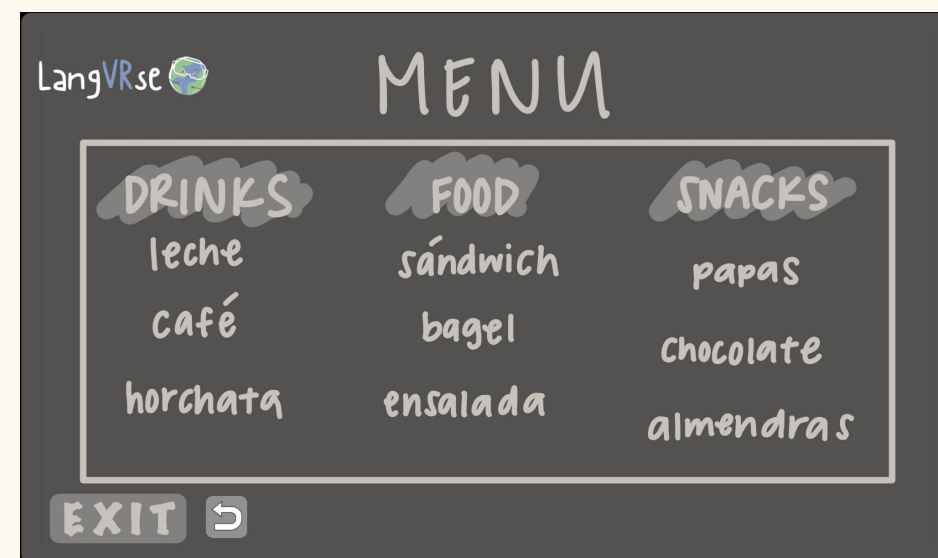 LangVRse
MENU
DRINKS
leche
café
horchata
FOOD
sándwich
bagel
ensalada
SNACKS
papas
chocolate
almendras
EXIT